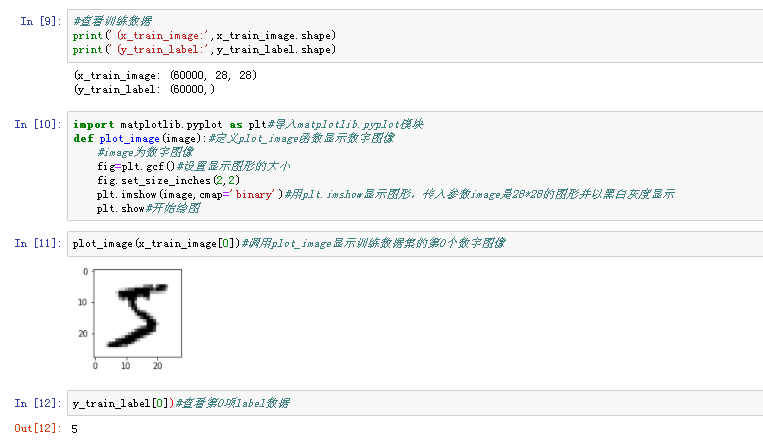 In [9]: #查看训练数据
print('(x_train_image:',x_train_image.shape)
print('(y_train_label:',y_train_label.shape)
(x_train_image: (60000, 28, 28)
(y_train_label: (60000,)
In [10]: import matplotlib.pyplot as plt#导入matplotlib.pyplot模块
def plot_image(image):#定义plot_image函数显示数字图像
#image为数字图像
fig=plt.gcf()#设置显示图形的大小
fig.set_size_inches(2,2)
plt.imshow(image,cmap='binary')#用plt.imshow显示图形，传入参数image是28*28的图形并以黑白灰度显示
plt.show#开始绘图
In [11]: plot_image(x_train_image[0])#调用plot_image显示训练数据集的第0个数字图像
0
10
20
5
0 10 20
In [12]: y_train_label[0])#查看第0项label数据
Out[12]: 5